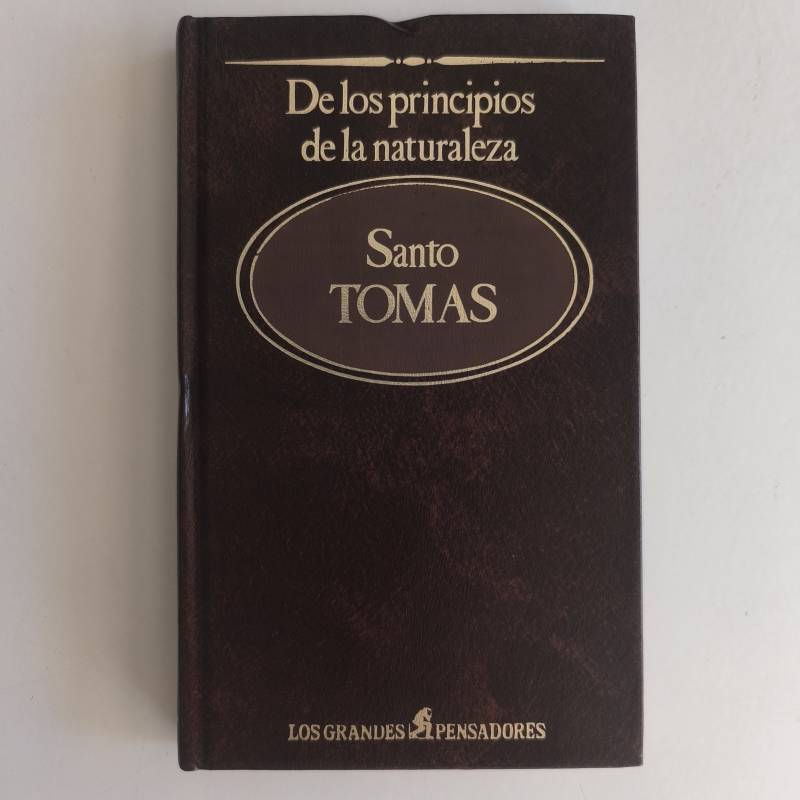 De los principios
de la naturaleza
Santo
TOMAS
LOS GRANDES PENSADORES